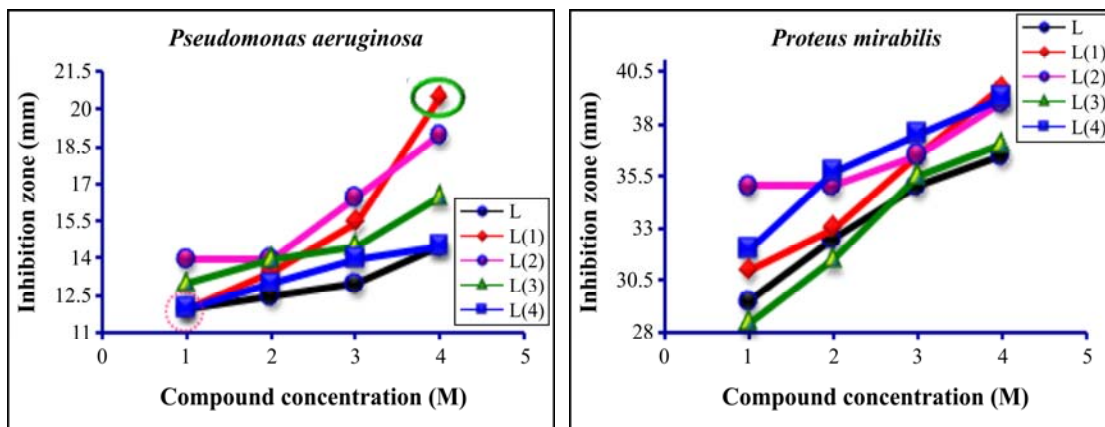 Pseudomonas aeruginosa
Inhibition zone (mm)
21.5
20
18.5
17
15.5
14
12.5
11
0
1
2
3
4
5
Compound concentration (M)
L
L(1)
L(2)
L(3)
L(4)
Proteus mirabilis
Inhibition zone (mm)
40.5
38
35.5
33
30.5
28
0
1
2
3
4
5
Compound concentration (M)
L
L(1)
L(2)
L(3)
L(4)